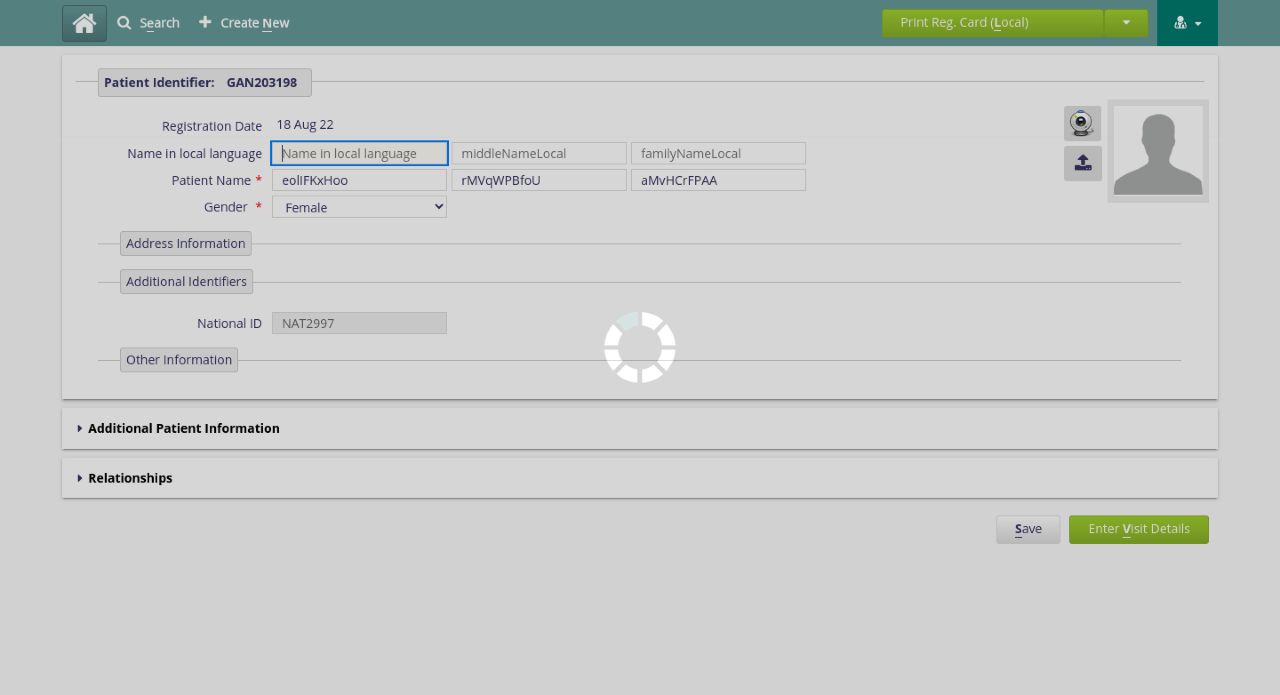 Search
Create New
Print Reg. Card (Local)
Patient Identifier: GAN203198
Registration Date 18 Aug 22
Name in local language Name in local language middleNameLocal familyNameLocal
Patient Name * eolIFKxHoo rMVqWPBfoU aMvHCrFPAA
Gender * Female
Address Information
Additional Identifiers
National ID NAT2997
Other Information
Additional Patient Information
Relationships
Save Enter Visit Details